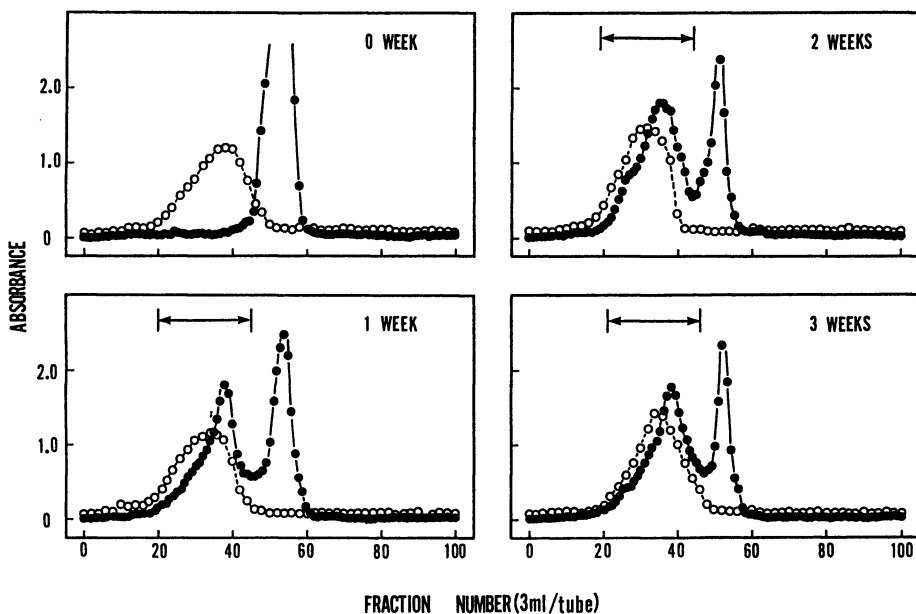 0 WEEK
2 WEEKS
2.0
1.0
0
1 WEEK
3 WEEKS
2.0
1.0
0
0 20 40 60 80 100
0 20 40 60 80 100
ABSORBANCE
FRACTION NUMBER(3ml/tube)